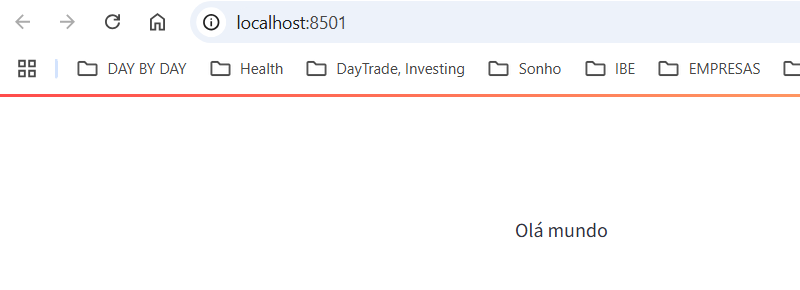 localhost:8501
DAY BY DAY Health DayTrade, Investing Sonho IBE EMPRESAS
Olá mundo